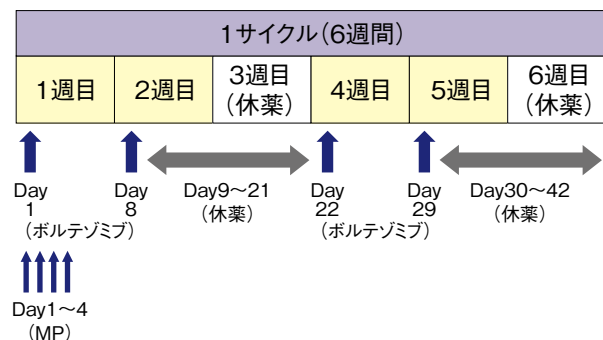 1サイクル（6週間）
1週目
2週目
3週目
（休薬）
4週目
5週目
6週目
（休薬）
Day
1
Day
8
（ボルテゾミブ）
Day9〜21
（休薬）
Day
22
Day
29
（ボルテゾミブ）
Day30〜42
（休薬）
Day1〜4
（MP）